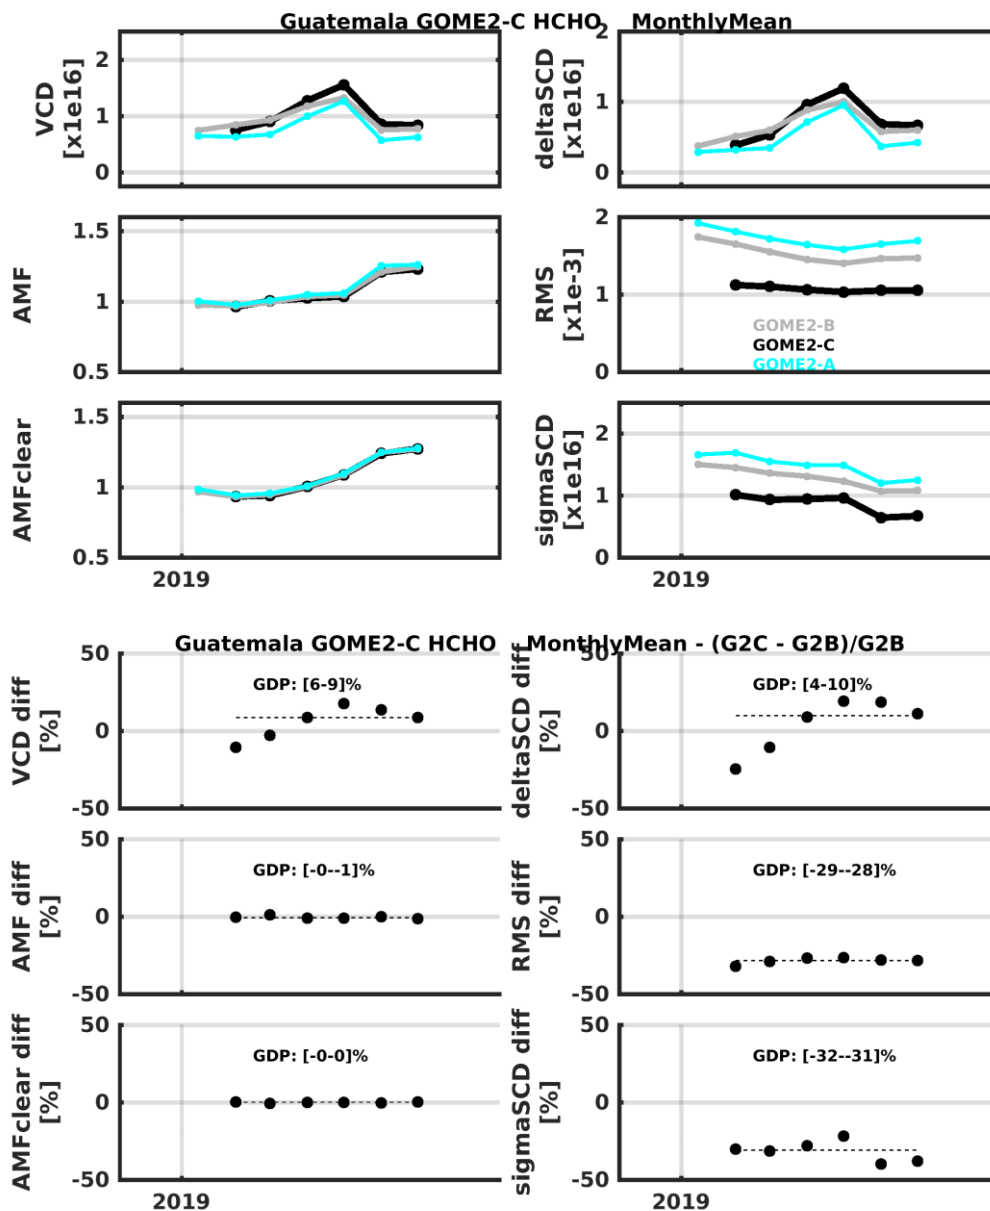 Guatemala GOME2-C HCHO MonthlyMean
VCD
[x1e16]
2
1
0
deltaSCD
[x1e16]
2
1
0
AMF
1.5
1
0.5
RMS
[x1e-3]
2
1
0
GOME2-B
GOME2-C
GOME2-A
AMFclear
1.5
1
0.5
2019
sigmaSCD
[x1e16]
2
1
0
2019
Guatemala GOME2-C HCHO MonthlyMean - (G2C - G2B)/G2B
VCD diff
[%]
50
0
-50
GDP: [6-9]%
deltaSCD diff
[%]
50
0
-50
GDP: [4-10]%
AMF diff
[%]
50
0
-50
GDP: [-0--1]%
RMS diff
[%]
50
0
-50
GDP: [-29--28]%
AMFclear diff
[%]
50
0
-50
GDP: [-0-0]%
2019
sigmaSCD diff
[%]
50
0
-50
GDP: [-32--31]%
2019